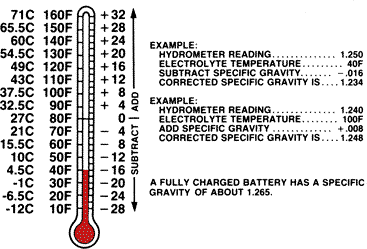 71C 160F + 32
65.5C 150F + 28
60C 140F + 24
54.5C 130F + 20
49C 120F + 16
43C 110F + 12
37.5C 100F + 8
32.5C 90F + 4
27C 80F 0
21C 70F - 4
15.5C 60F - 8
10C 50F - 12
4.5C 40F - 16
-1C 30F - 20
-6.5C 20F - 24
-12C 10F - 28
ADD
SUBTRACT
EXAMPLE:
HYDROMETER READING............. 1.250
ELECTROLYTE TEMPERATURE........ 40F
SUBTRACT SPECIFIC GRAVITY...... -.016
CORRECTED SPECIFIC GRAVITY IS.... 1.234
EXAMPLE:
HYDROMETER READING............. 1.240
ELECTROLYTE TEMPERATURE........ 100F
ADD SPECIFIC GRAVITY ............ +.008
CORRECTED SPECIFIC GRAVITY IS.... 1.248
A FULLY CHARGED BATTERY HAS A SPECIFIC
GRAVITY OF ABOUT 1.265.